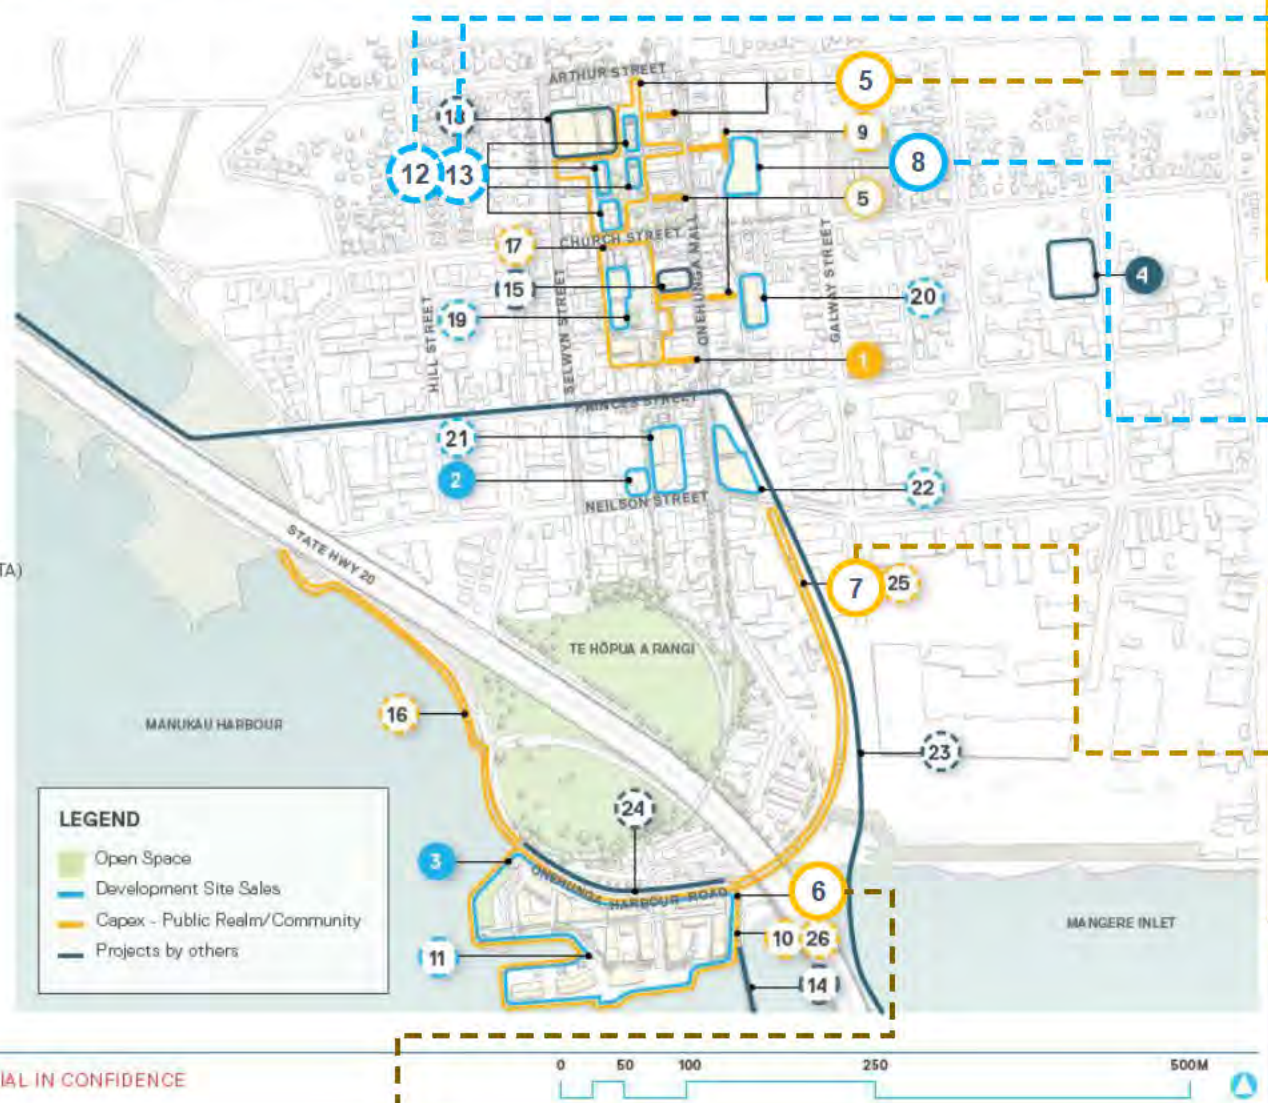 ARTHUR STREET
5
18
9
12
13
8
5
17
CHURCH STREET
ONEHUNGA MALL
GALWAY STREET
4
15
20
HILL STREET
SELWYN STREET
19
1
PRINCES STREET
21
2
22
NEILSON STREET
STATE HWY 20
TA)
7
25
TE HŌPUA A RANGI
16
MANUKAU HARBOUR
23
24
LEGEND
Open Space
Development Site Sales
Capex - Public Realm/Community
Projects by others
3
ONEHUNGA HARBOUR ROAD
6
10
26
MANGERE INLET
11
14
IAL IN CONFIDENCE
0 50 100 250 500M